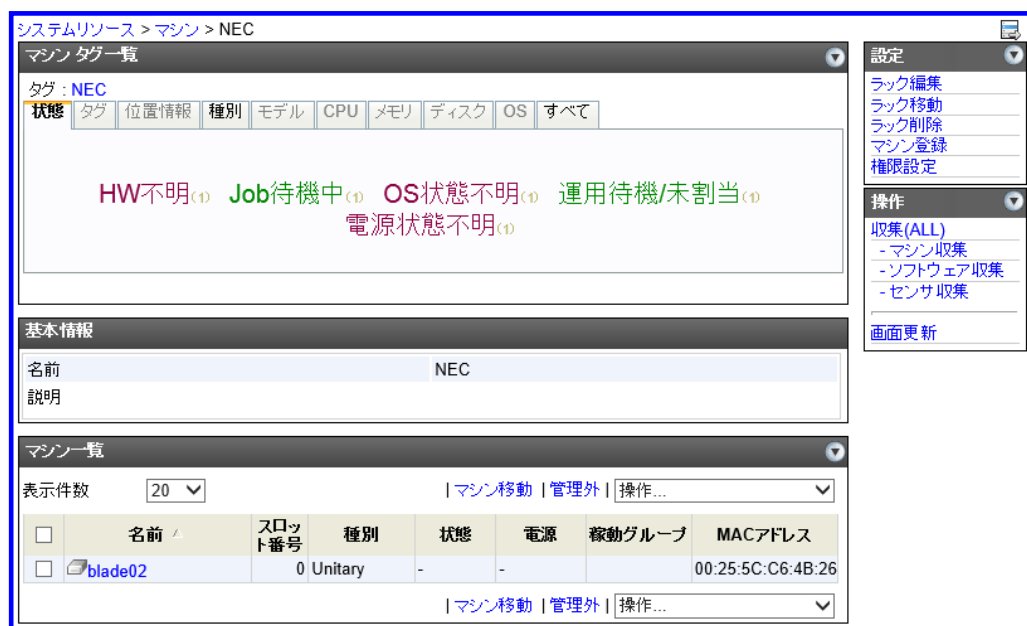 システムリソース > マシン > NEC
マシン タグ一覧
タグ : NEC
状態 タグ 位置情報 種別 モデル CPU メモリ ディスク OS すべて
HW不明(1) Job待機中(1) OS状態不明(1) 運用待機/未割当(1)
電源状態不明(1)
基本情報
名前 NEC
説明
マシン一覧
表示件数 20 | マシン移動 | 管理外 | 操作...
名前 スロット番号 種別 状態 電源 稼動グループ MACアドレス
blade02 0 Unitary - - 00:25:5C:C6:4B:26
| マシン移動 | 管理外 | 操作...
設定
ラック編集
ラック移動
ラック削除
マシン登録
権限設定
操作
収集(ALL)
- マシン収集
- ソフトウェア収集
- センサ収集
画面更新